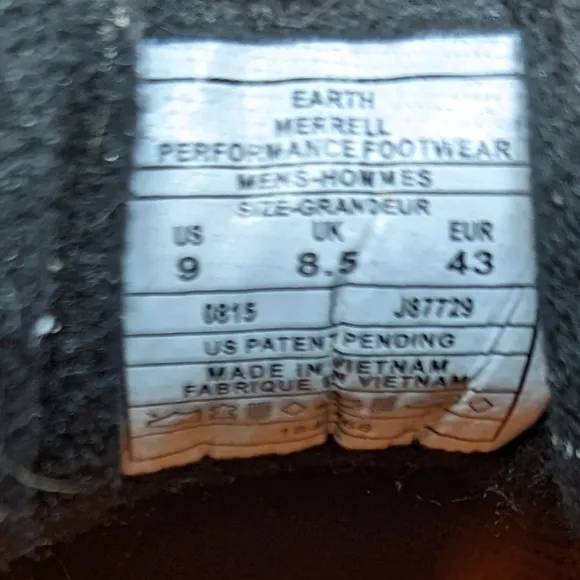 EARTH
MERRELL
PERFORMANCE FOOTWEAR
MENS-HOMMES
SIZE-GRANDEUR
US UK EUR
9 8.5 43
0815 J87729
US PATENT PENDING
MADE IN VIETNAM
FABRIQUE EN VIETNAM